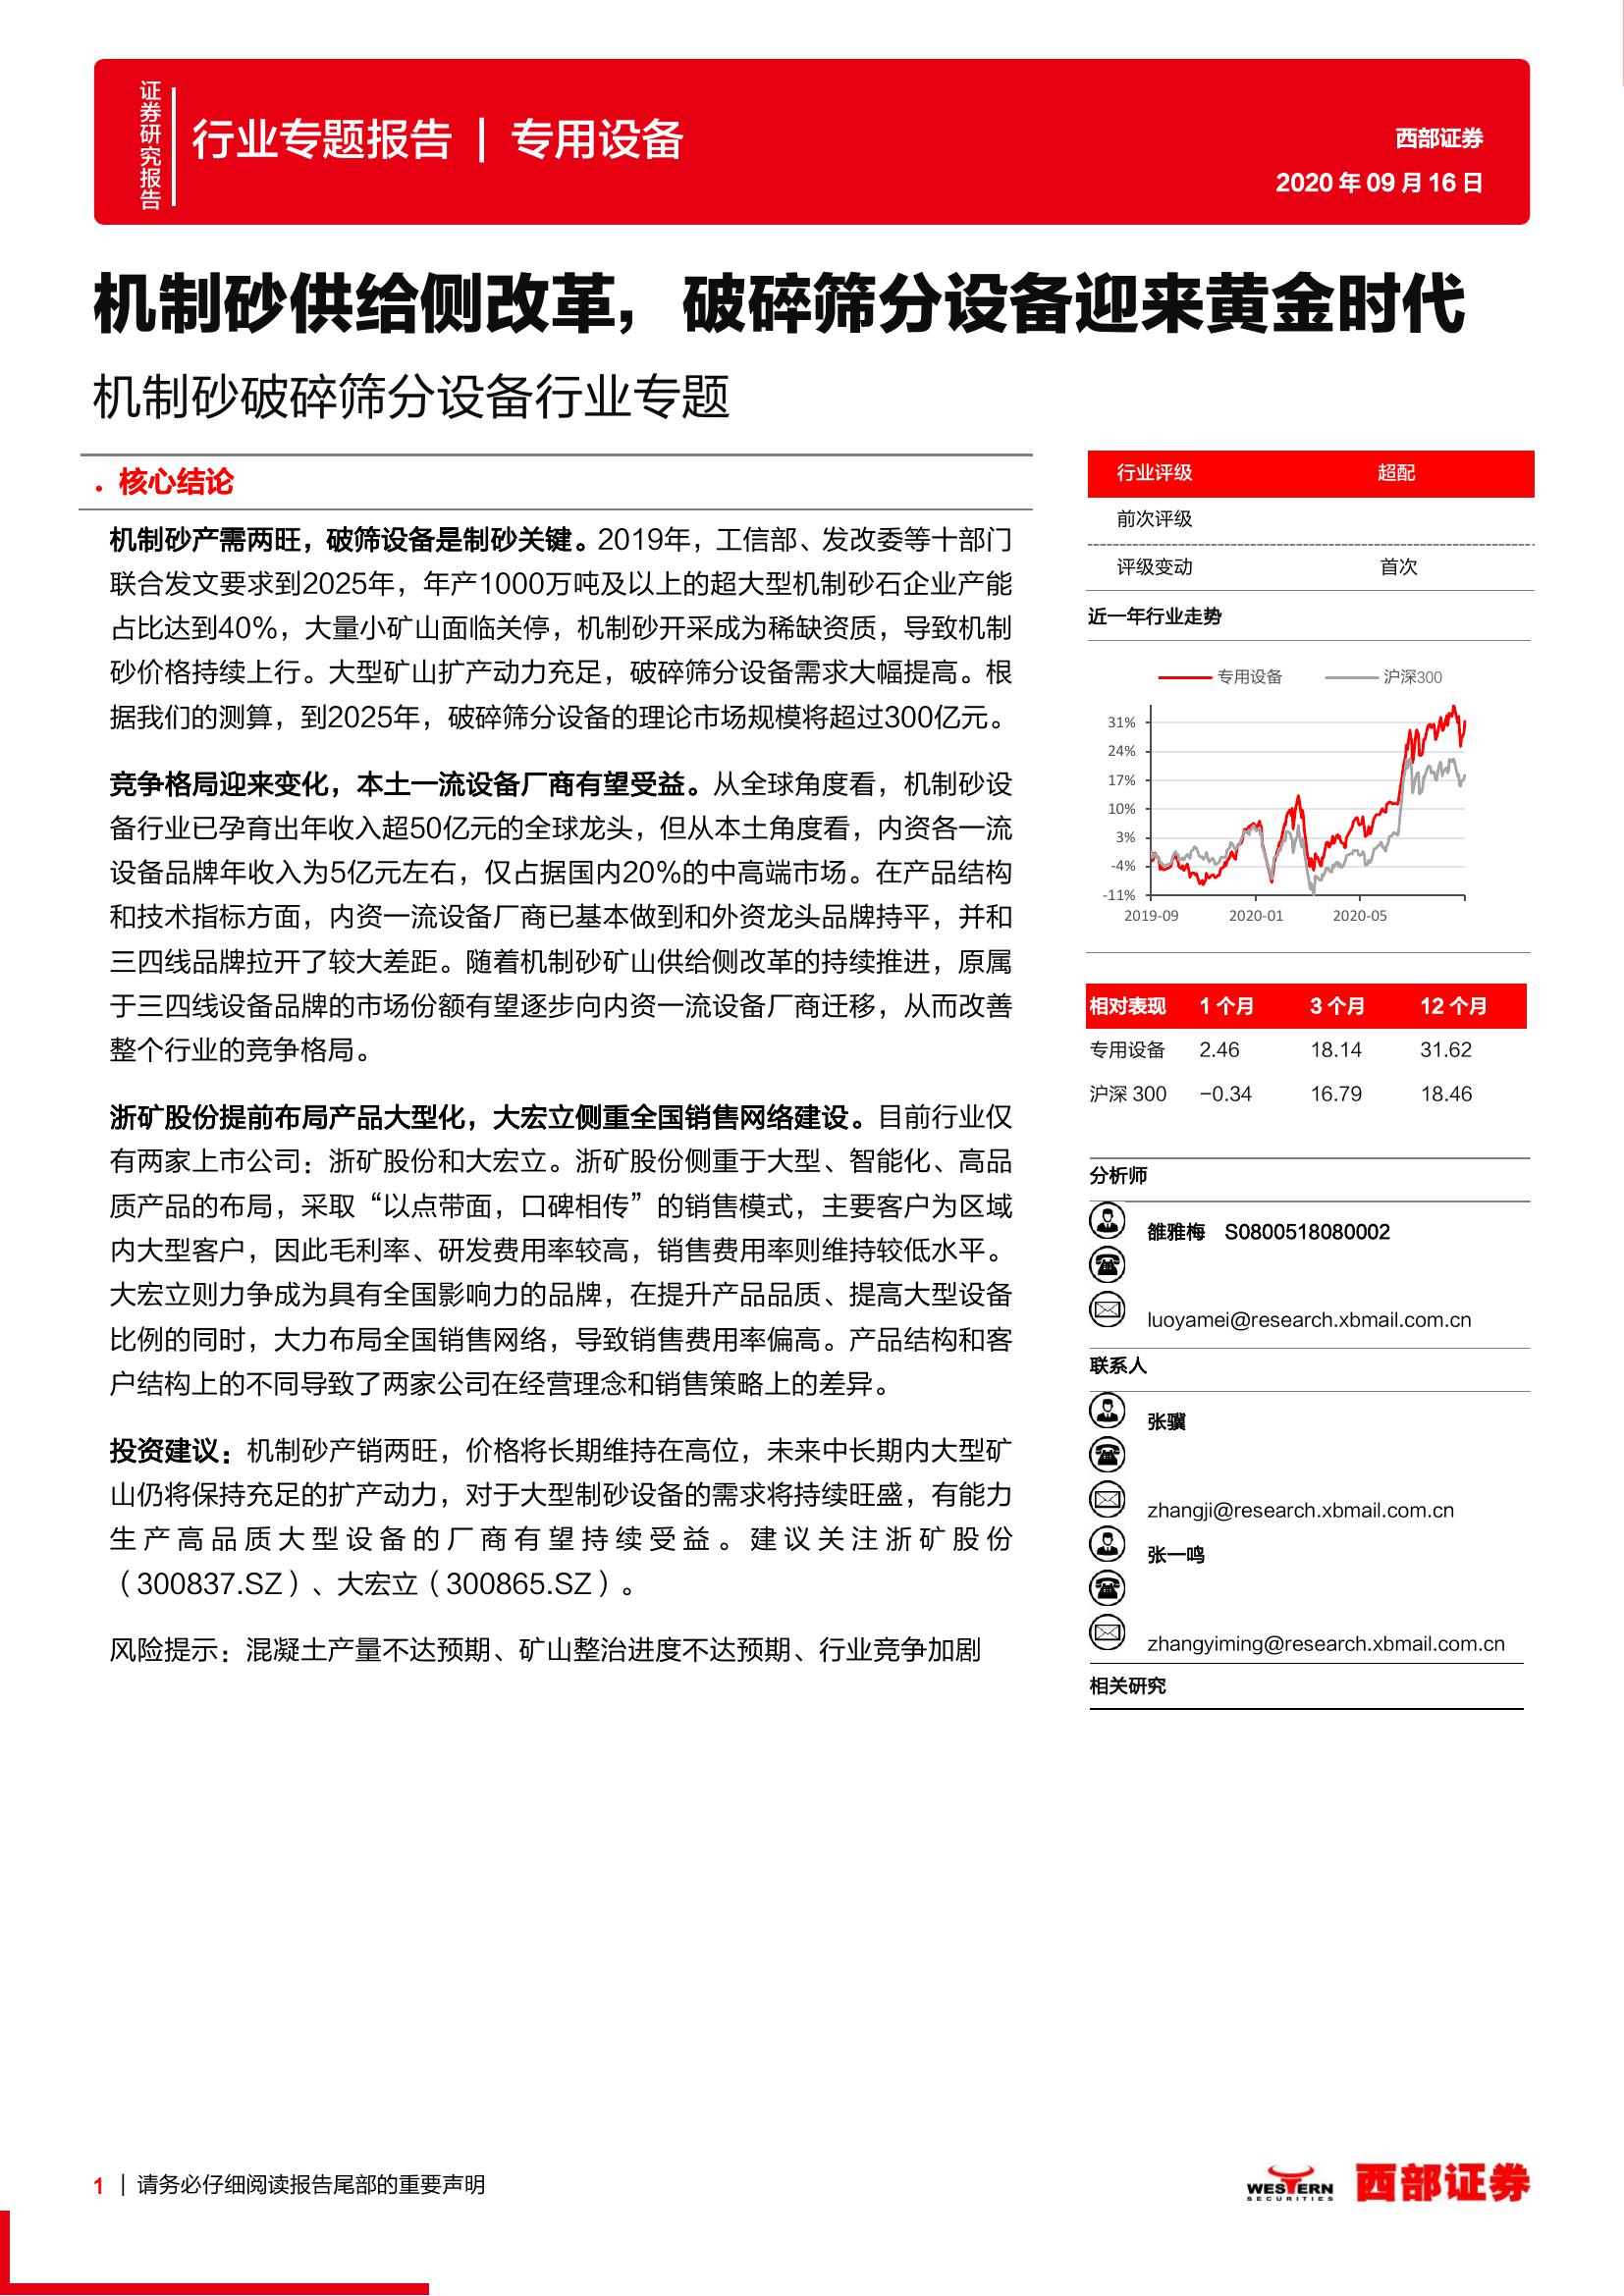 证券研究报告
行业专题报告 | 专用设备
西部证券
2020 年 09 月 16 日
机制砂供给侧改革，破碎筛分设备迎来黄金时代
机制砂破碎筛分设备行业专题
. 核心结论
机制砂产需两旺，破筛设备是制砂关键。2019年，工信部、发改委等十部门
联合发文要求到2025年，年产1000万吨及以上的超大型机制砂石企业产能
占比达到40%，大量小矿山面临关停，机制砂开采成为稀缺资质，导致机制
砂价格持续上行。大型矿山扩产动力充足，破碎筛分设备需求大幅提高。根
据我们的测算，到2025年，破碎筛分设备的理论市场规模将超过300亿元。
竞争格局迎来变化，本土一流设备厂商有望受益。从全球角度看，机制砂设
备行业已孕育出年收入超50亿元的全球龙头，但从本土角度看，内资各一流
设备品牌年收入为5亿元左右，仅占据国内20%的中高端市场。在产品结构
和技术指标方面，内资一流设备厂商已基本做到和外资龙头品牌持平，并和
三四线品牌拉开了较大差距。随着机制砂矿山供给侧改革的持续推进，原属
于三四线设备品牌的市场份额有望逐步向内资一流设备厂商迁移，从而改善
整个行业的竞争格局。
浙矿股份提前布局产品大型化，大宏立侧重全国销售网络建设。目前行业仅
有两家上市公司：浙矿股份和大宏立。浙矿股份侧重于大型、智能化、高品
质产品的布局，采取“以点带面，口碑相传”的销售模式，主要客户为区域
内大型客户，因此毛利率、研发费用率较高，销售费用率则维持较低水平。
大宏立则力争成为具有全国影响力的品牌，在提升产品品质、提高大型设备
比例的同时，大力布局全国销售网络，导致销售费用率偏高。产品结构和客
户结构上的不同导致了两家公司在经营理念和销售策略上的差异。
投资建议：机制砂产销两旺，价格将长期维持在高位，未来中长期内大型矿
山仍将保持充足的扩产动力，对于大型制砂设备的需求将持续旺盛，有能力
生产高品质大型设备的厂商有望持续受益。建议关注浙矿股份
（300837.SZ）、大宏立（300865.SZ）。
风险提示：混凝土产量不达预期、矿山整治进度不达预期、行业竞争加剧
行业评级 超配
前次评级
评级变动 首次
近一年行业走势
专用设备 沪深300
31%
24%
17%
10%
3%
-4%
-11%
2019-09 2020-01 2020-05
相对表现 1 个月 3 个月 12 个月
专用设备 2.46 18.14 31.62
沪深 300 -0.34 16.79 18.46
分析师
雒雅梅 S0800518080002
luoyamei@research.xbmail.com.cn
联系人
张骥
zhangji@research.xbmail.com.cn
张一鸣
zhangyiming@research.xbmail.com.cn
相关研究
1 | 请务必仔细阅读报告尾部的重要声明
WESTERN
SECURITIES
西部证券